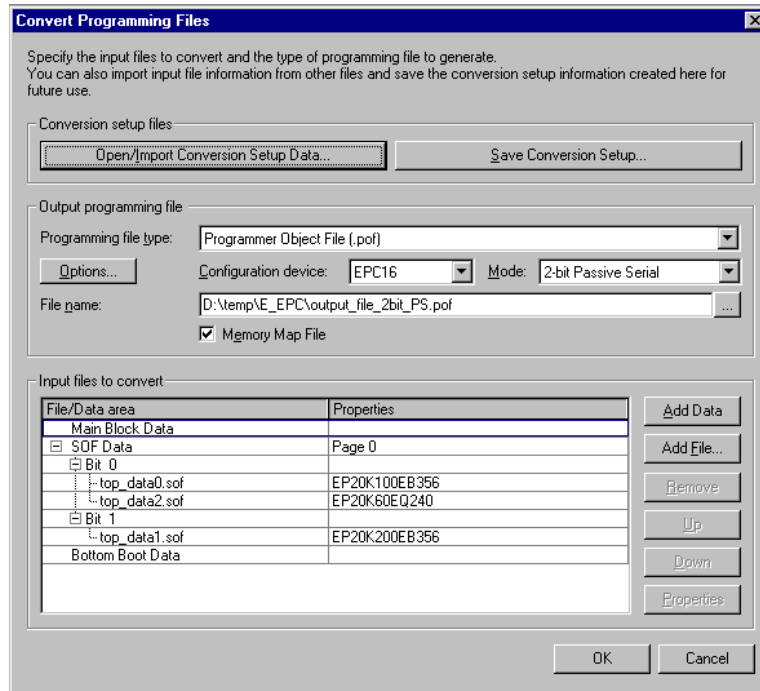 Convert Programming Files
Specify the input files to convert and the type of programming file to generate.
You can also import input file information from other files and save the conversion setup information created here for
future use.
Conversion setup files
Open/Import Conversion Setup Data...
Save Conversion Setup...
Output programming file
Programming file type: Programmer Object File (.pof)
Options... Configuration device: EPC16 Mode: 2-bit Passive Serial
File name: D:\temp\E_EPC\output_file_2bit_PS.pof ...
Memory Map File
Input files to convert
File/Data area Properties
Main Block Data
SOF Data Page 0
Bit 0
top_data0.sof EP20K100EB356
top_data2.sof EP20K60EQ240
Bit 1
top_data1.sof EP20K200EB356
Bottom Boot Data
Add Data
Add File...
Remove
Up
Down
Properties
OK Cancel